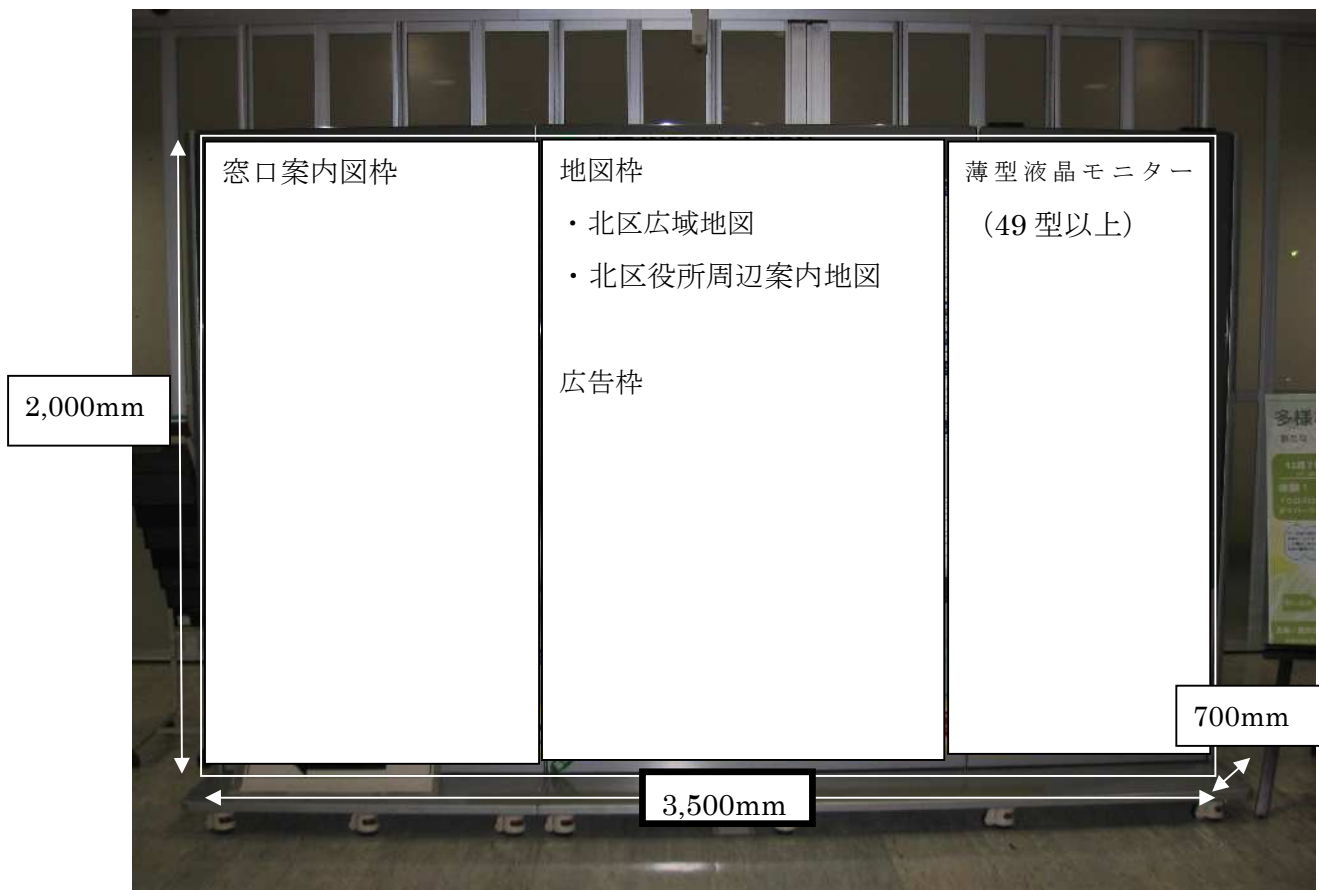 窓口案内図枠
地図枠
・北区広域地図
・北区役所周辺案内地図
広告枠
薄型液晶モニター
（49 型以上）
2,000mm
700mm
3,500mm
多様